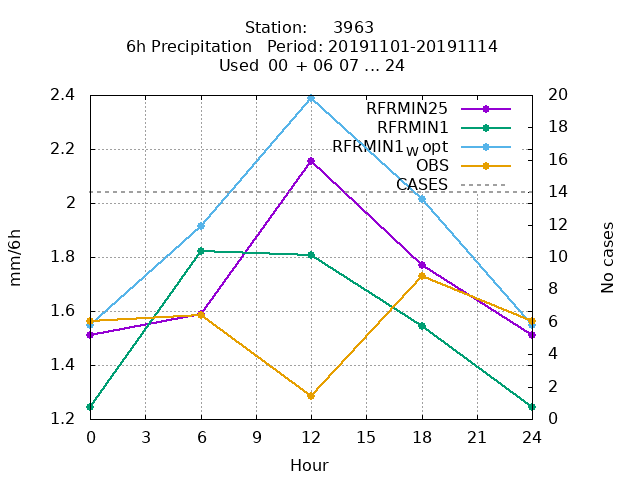 Station: 3963
6h Precipitation Period: 20191101-20191114
Used 00 + 06 07 ... 24
2.4
2.2
2
1.8
1.6
1.4
1.2
mm/6h
20
18
16
14
12
10
8
6
4
2
0
No cases
RFRMIN25
RFRMIN1
RFRMIN1W opt
OBS
CASES
0 3 6 9 12 15 18 21 24
Hour